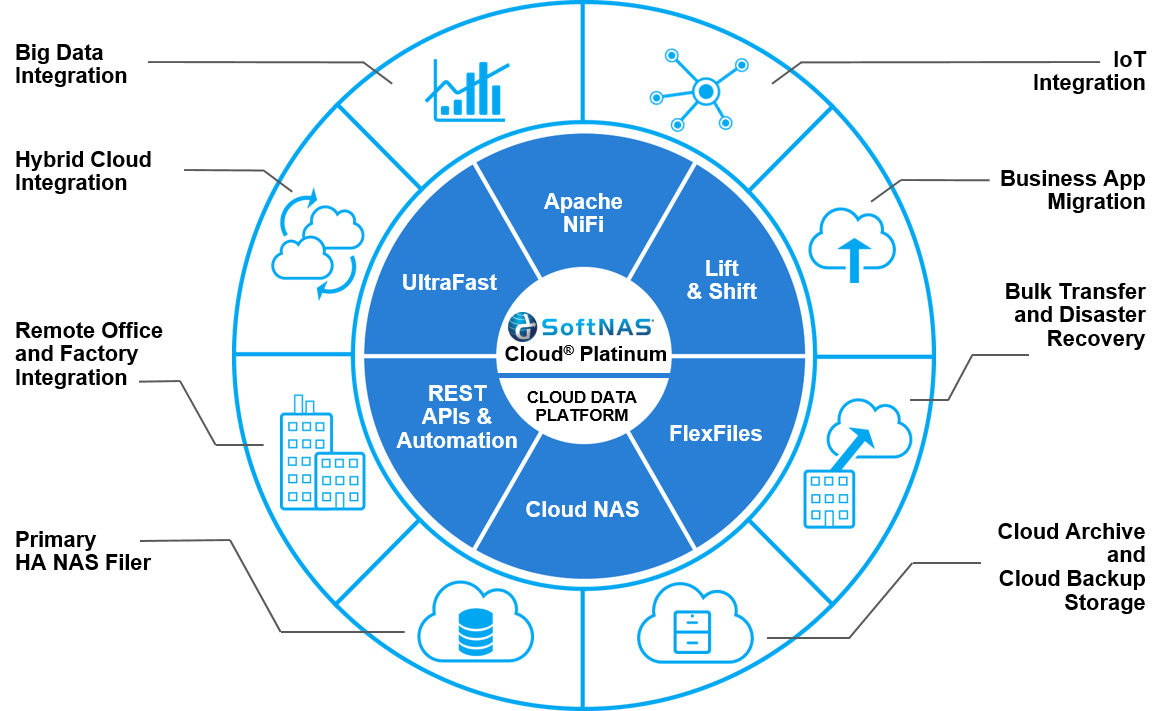 Big Data
Integration
IoT
Integration
Hybrid Cloud
Integration
Business App
Migration
Apache
NiFi
UltraFast
Lift
& Shift
SoftNAS
Cloud® Platinum
CLOUD DATA
PLATFORM
REST
APIs &
Automation
FlexFiles
Cloud NAS
Remote Office
and Factory
Integration
Bulk Transfer
and Disaster
Recovery
Primary
HA NAS Filer
Cloud Archive
and
Cloud Backup
Storage